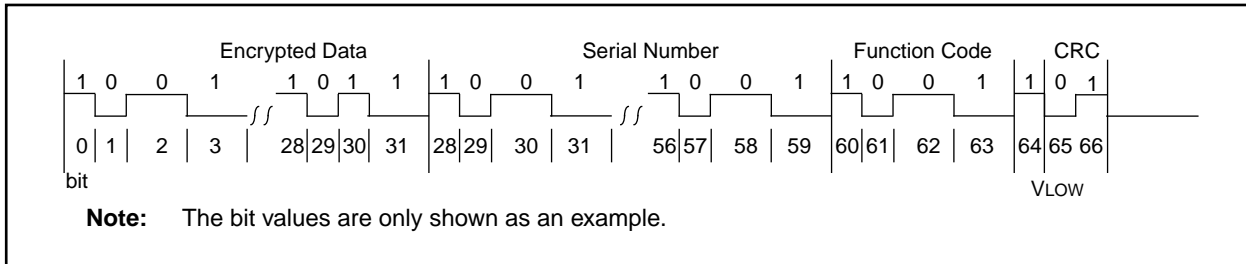 Encrypted Data Serial Number Function Code CRC
1 0 0 1 1 0 1 1 1 0 0 1 1 0 0 1 1 0 0 1 1 0 1
0 1 2 3 28 29 30 31 28 29 30 31 56 57 58 59 60 61 62 63 64 65 66
bit VLOW
Note: The bit values are only shown as an example.